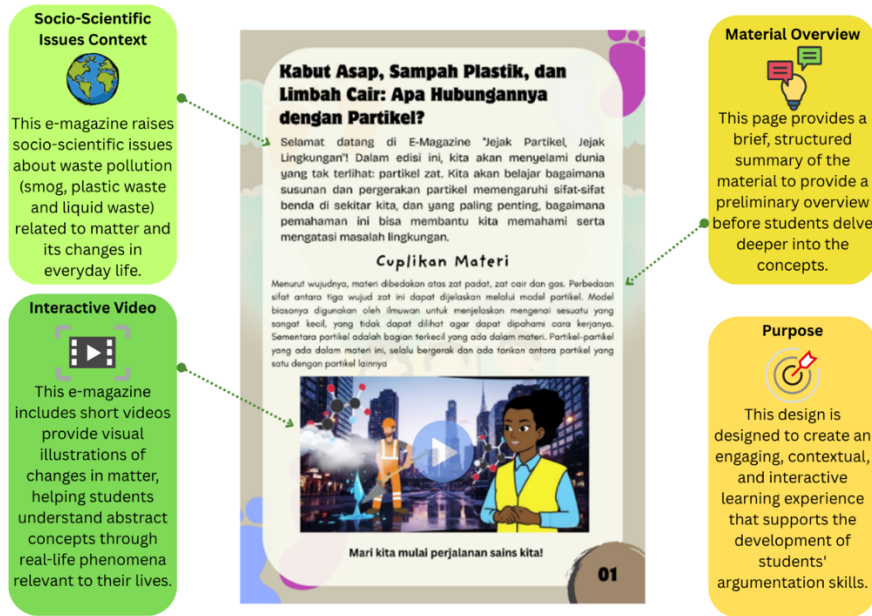 Socio-Scientific
Issues Context
This e-magazine raises
socio-scientific issues
about waste pollution
(smog, plastic waste
and liquid waste)
related to matter and
its changes in
everyday life.
Interactive Video
This e-magazine
includes short videos
provide visual
illustrations of
changes in matter,
helping students
understand abstract
concepts through
real-life phenomena
relevant to their lives.
Kabut Asap, Sampah Plastik, dan
Limbah Cair: Apa Hubungannya
dengan Partikel?
Selamat datang di E-Magazine "Jejak Partikel, Jejak
Lingkungan"! Dalam edisi ini, kita akan menyelami dunia
yang tak terlihat: partikel zat. Kita akan belajar bagaimana
susunan dan pergerakan partikel memengaruhi sifat-sifat
benda di sekitar kita, dan yang paling penting, bagaimana
pemahaman ini bisa membantu kita memahami serta
mengatasi masalah lingkungan.
Cuplikan Materi
Menurut wujudnya, materi dibedakan atas zat padat, zat cair dan gas. Perbedaan
sifat antara tiga wujud zat ini dapat dijelaskan melalui model partikel. Model
biasanya digunakan oleh ilmuwan untuk menjelaskan mengenai sesuatu yang
sangat kecil, yang tidak dapat dilihat agar dapat dipahami cara kerjanya.
Sementara partikel adalah bagian terkecil yang ada dalam materi. Partikel-partikel
yang ada dalam materi ini, selalu bergerak dan ada tarikan antara partikel yang
satu dengan partikel lainnya
Mari kita mulai perjalanan sains kita!
01
Material Overview
This page provides a
brief, structured
summary of the
material to provide a
preliminary overview
before students delve
deeper into the
concepts.
Purpose
This design is
designed to create an
engaging, contextual,
and interactive
learning experience
that supports the
development of
students'
argumentation skills.